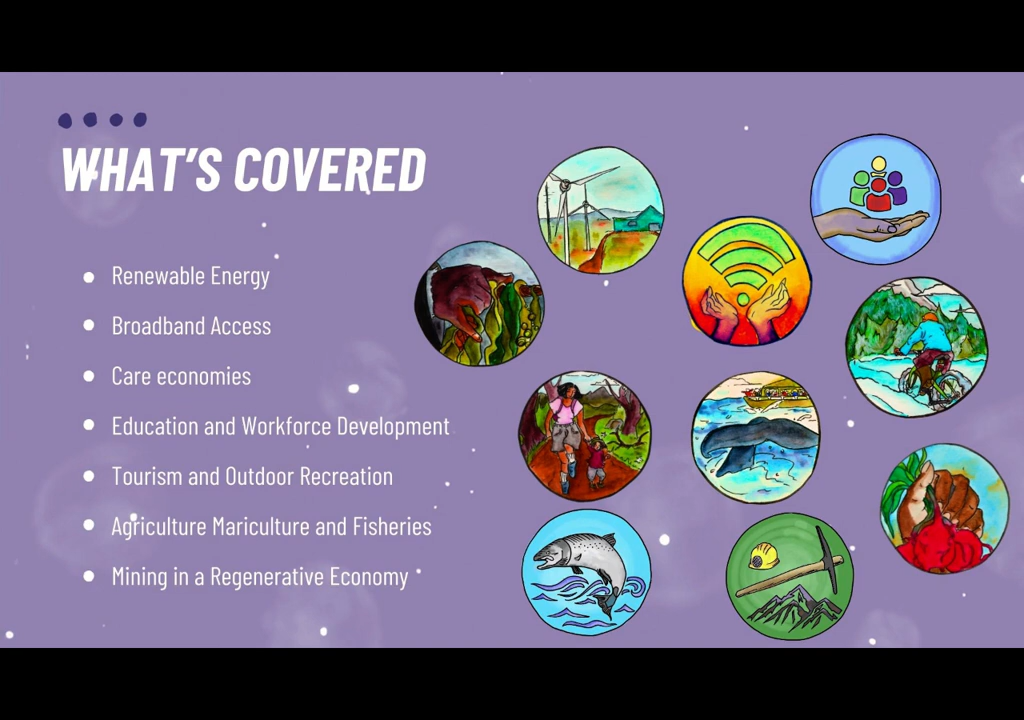 WHAT'S COVERED
Renewable Energy
Broadband Access
Care economies
Education and Workforce Development
Tourism and Outdoor Recreation
Agriculture Mariculture and Fisheries
Mining in a Regenerative Economy